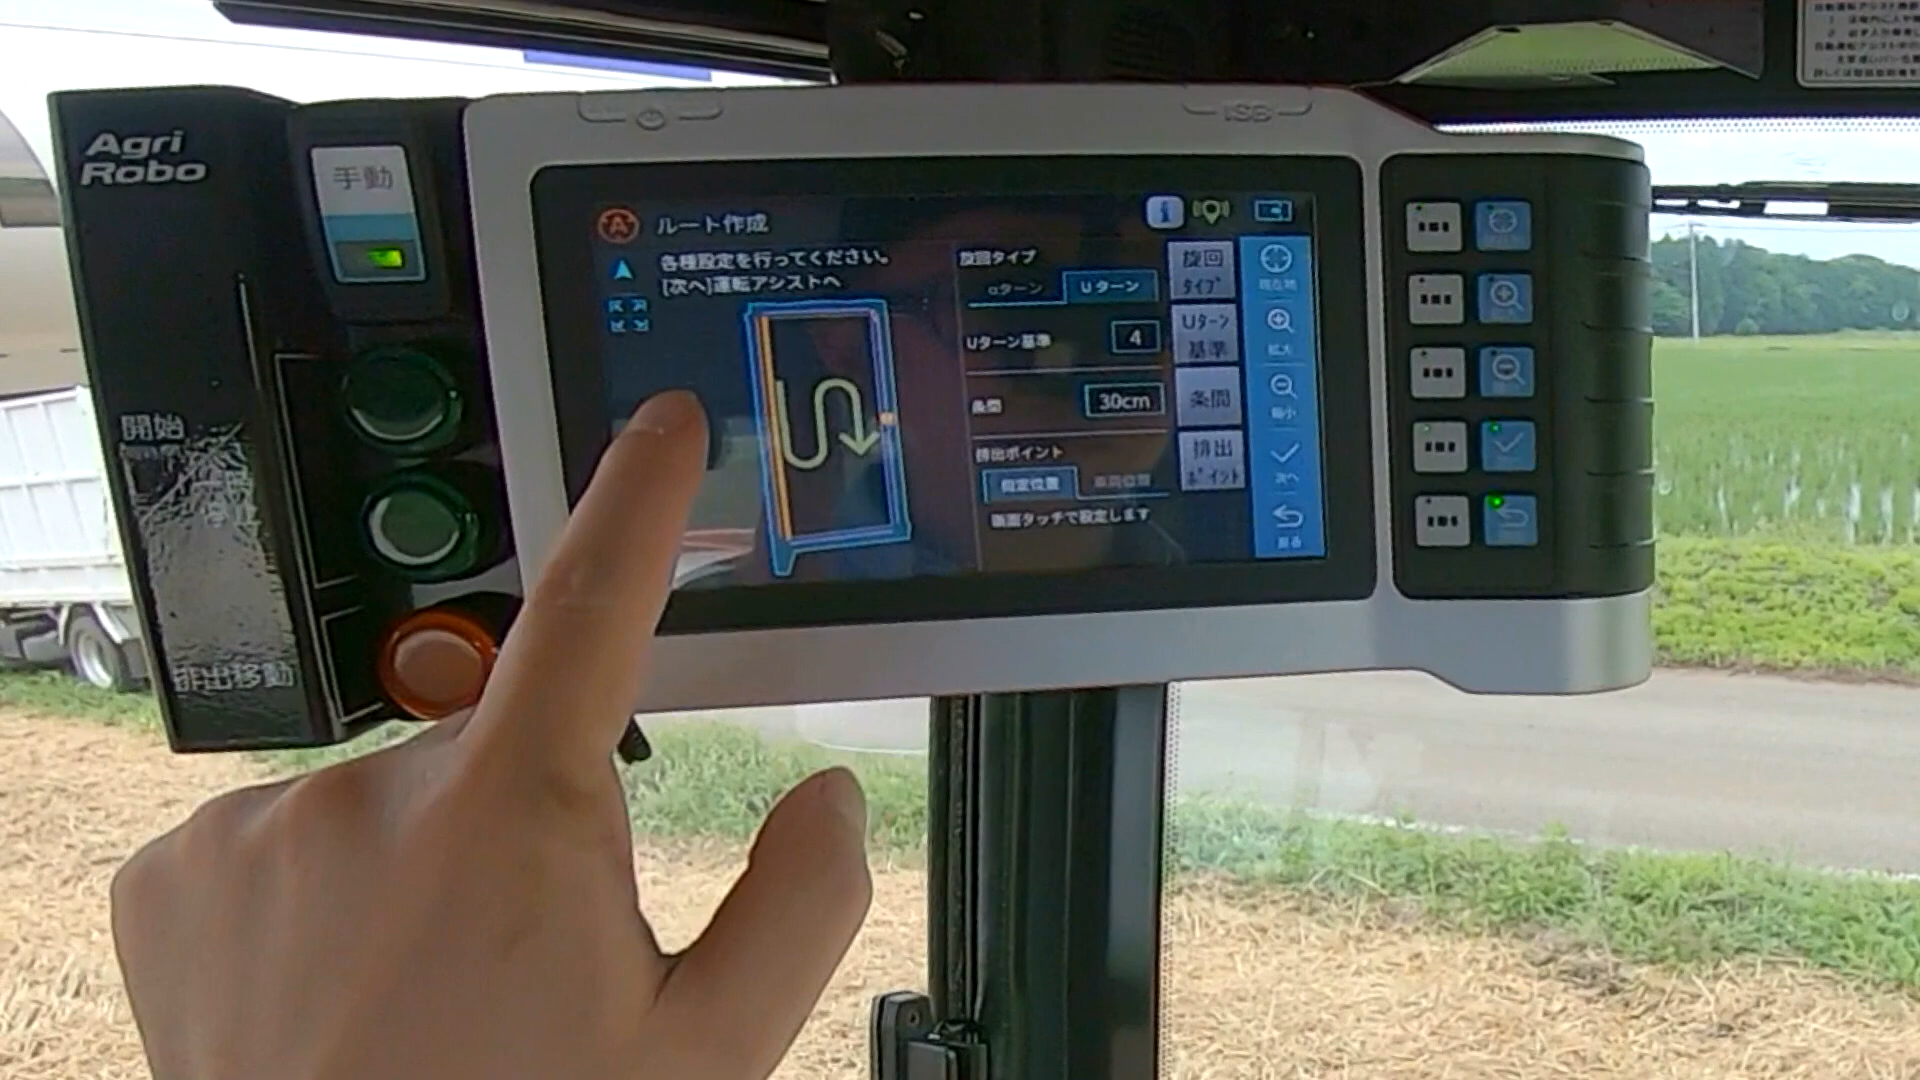 Agri
Robo
手動
開始
排出移動
ルート作成
各種設定を行ってください。
[次へ]運転アシストへ
旋回タイプ
αターン
Uターン
Uターン基準
4
条間
30cm
排出ポイント
指定位置
車両位置
画面タッチで設定します
旋回
タイプ
Uターン
基準
条間
排出
ポイント
現在地
拡大
縮小
次へ
戻る